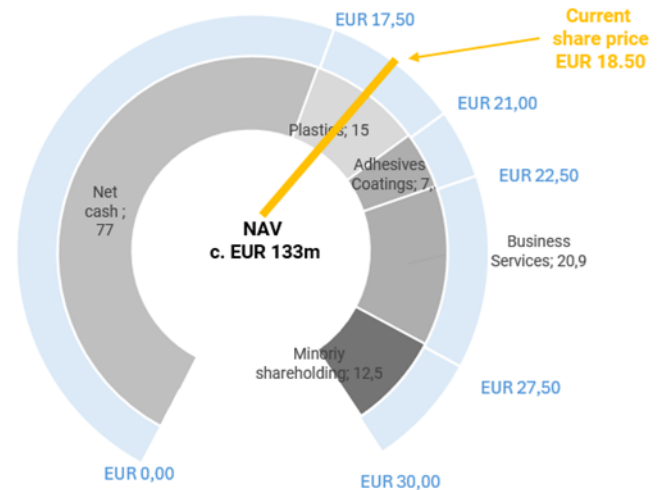 EUR 17,50
Current
share price
EUR 18.50
EUR 21,00
Plastics; 15
Adhesives
Coatings; 7,
EUR 22,50
Net
cash ;
77
NAV
c. EUR 133m
Business
Services; 20,9
Minoriy
shareholding; 12,5
EUR 27,50
EUR 0,00
EUR 30,00